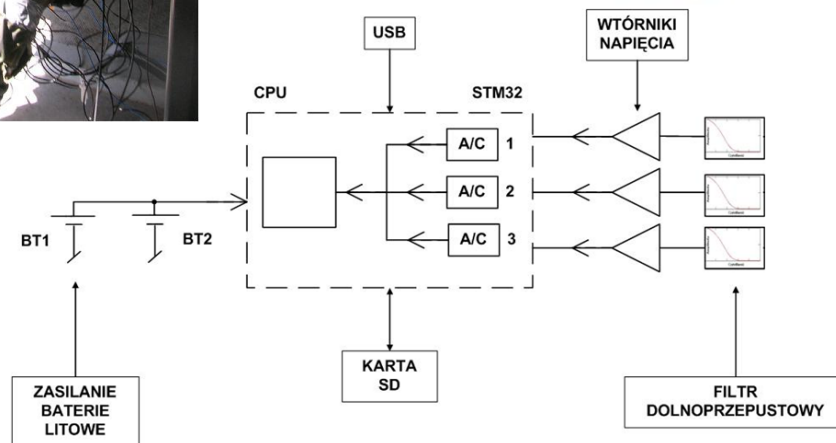 USB
WTÓRNIKI
NAPIĘCIA
CPU
STM32
A/C 1
A/C 2
A/C 3
BT1
BT2
KARTA
SD
ZASILANIE
BATERIE
LITOWE
FILTR
DOLNOPRZEPUSTOWY